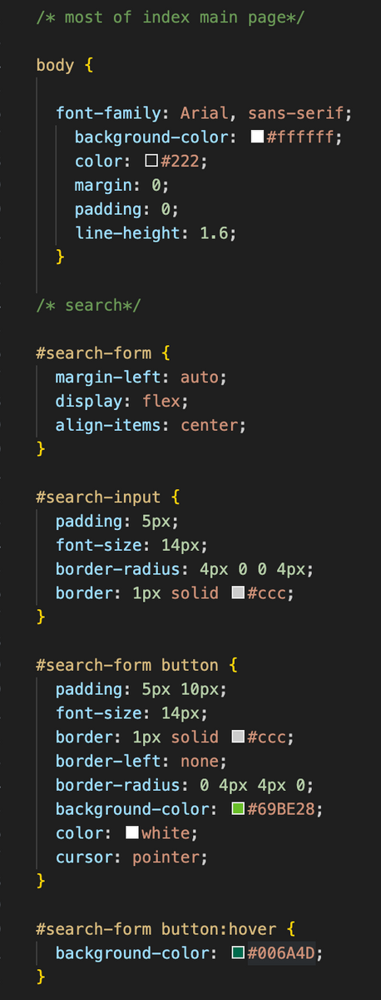 /* most of index main page*/
body {
font-family: Arial, sans-serif;
background-color: #ffffff;
color: #222;
margin: 0;
padding: 0;
line-height: 1.6;
}
/* search*/
#search-form {
margin-left: auto;
display: flex;
align-items: center;
}
#search-input {
padding: 5px;
font-size: 14px;
border-radius: 4px 0 0 4px;
border: 1px solid #ccc;
}
#search-form button {
padding: 5px 10px;
font-size: 14px;
border: 1px solid #ccc;
border-left: none;
border-radius: 0 4px 4px 0;
background-color: #69BE28;
color: white;
cursor: pointer;
}
#search-form button:hover {
background-color: #006A4D;
}